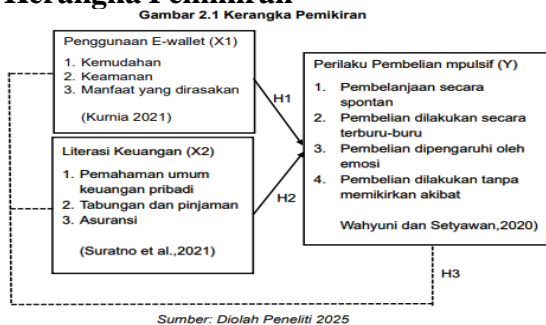 Kerangka Pemikiran
Gambar 2.1 Kerangka Pemikiran
Penggunaan E-wallet (X1)
1. Kemudahan
2. Keamanan
3. Manfaat yang dirasakan
(Kurnia 2021)
H1
Literasi Keuangan (X2)
1. Pemahaman umum
keuangan pribadi
2. Tabungan dan pinjaman
3. Asuransi
(Suratno et al.,2021)
H2
Perilaku Pembelian mpulsif (Y)
1. Pembelanjaan secara
spontan
2. Pembelian dilakukan secara
terburu-buru
3. Pembelian dipengaruhi oleh
emosi
4. Pembelian dilakukan tanpa
memikirkan akibat
Wahyuni dan Setyawan,2020)
H3
Sumber: Diolah Peneliti 2025